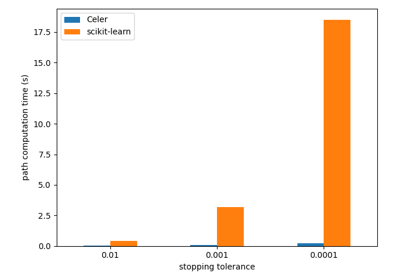 Celer
scikit-learn
path computation time (s)
17.5
15.0
12.5
10.0
7.5
5.0
2.5
0.0
0.01
0.001
0.0001
stopping tolerance